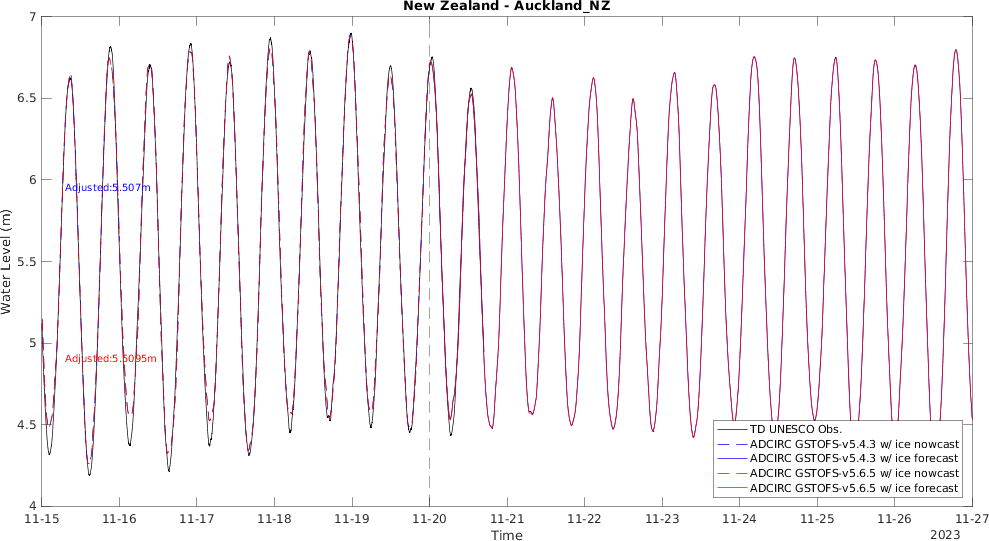 New Zealand - Auckland_NZ
7
6.5
6
5.5
5
4.5
4
Water Level (m)
Adjusted:5.507m
Adjusted:5.5095m
TD UNESCO Obs.
ADCIRC GSTOFS-v5.4.3 w/ ice nowcast
ADCIRC GSTOFS-v5.4.3 w/ ice forecast
ADCIRC GSTOFS-v5.6.5 w/ ice nowcast
ADCIRC GSTOFS-v5.6.5 w/ ice forecast
11-15 11-16 11-17 11-18 11-19 11-20 11-21 11-22 11-23 11-24 11-25 11-26 11-27
Time
2023